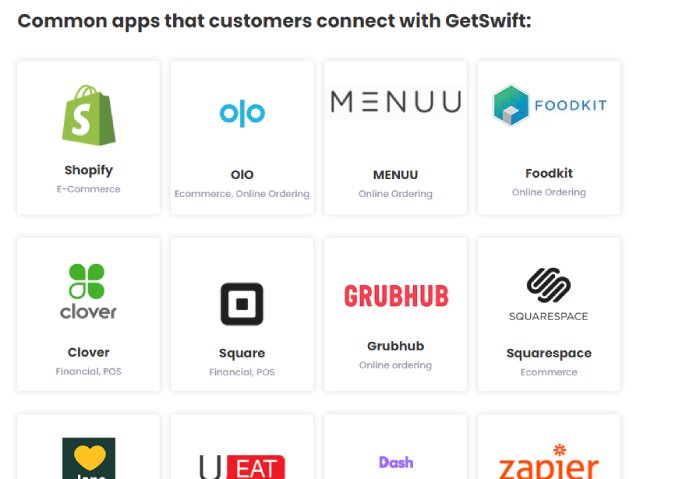 Common apps that customers connect with GetSwift:
olo
MENUU
FOODKIT
Shopify
OlO
MENUU
Foodkit
E-Commerce
Ecommerce, Online Ordering
Online Ordering
Online Ordering
clover
GRUBHUB
SQUARESPACE
Clover
Square
Grubhub
Squarespace
Financial, POS
Financial, POS
Online ordering
Ecommerce
U EAT
Dash
zapier